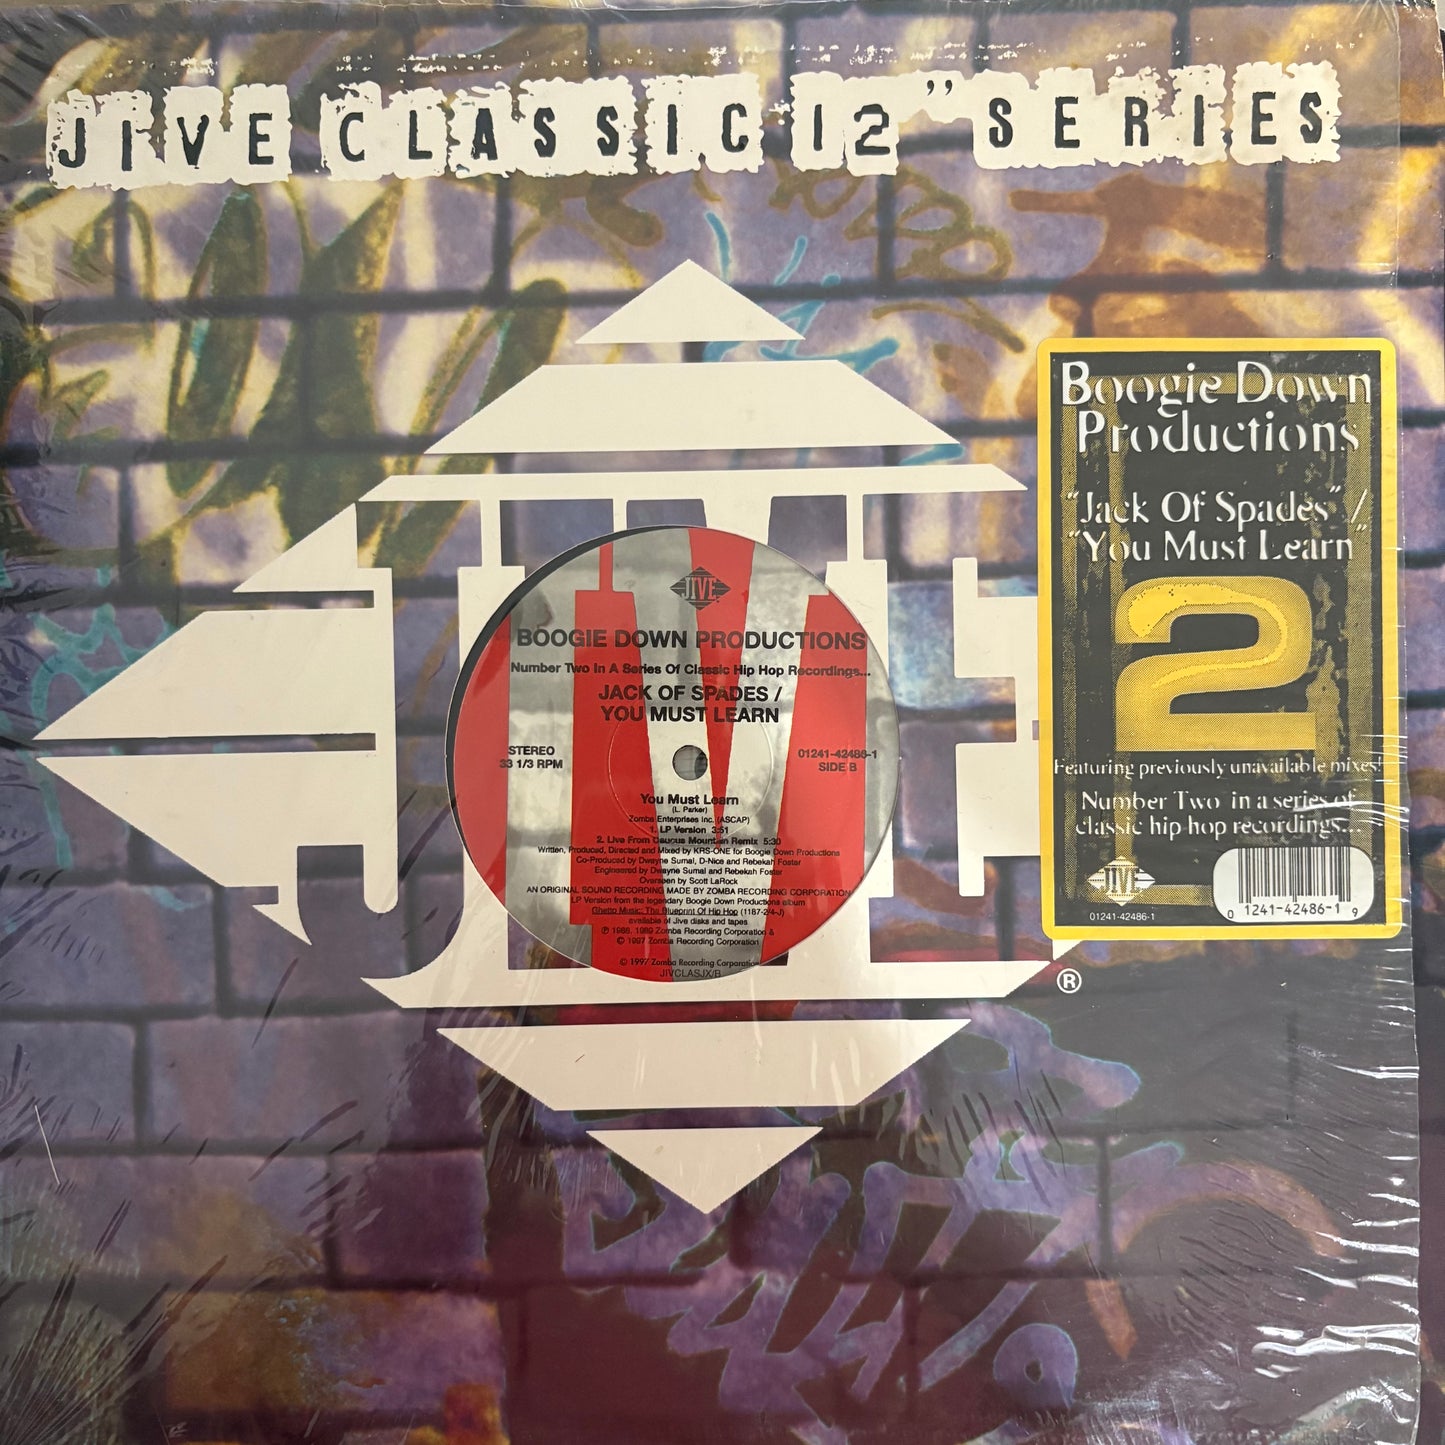 JIVE CLASSIC 12" SERIES
JIVE
®
JIVE
BOOGIE DOWN PRODUCTIONS
Number Two In A Series Of Classic Hip Hop Recordings...
JACK OF SPADES /
YOU MUST LEARN
STEREO
33 1/3 RPM
01241-42486-1
SIDE B
You Must Learn
(L. Parker)
Zomba Enterprises Inc. (ASCAP)
1. LP Version 3:51
2. Live From Caucus Mountain Remix 5:30
Written, Produced, Directed and Mixed by KRS-ONE for Boogie Down Productions
Co-Produced by Dwayne Sumal, D-Nice and Rebekah Foster
Engineered by Dwayne Sumal and Rebekah Foster
Overseen by Scott LaRock
AN ORIGINAL SOUND RECORDING MADE BY ZOMBA RECORDING CORPORATION
LP Version from the legendary Boogie Down Productions album
Ghetto Music: The Blueprint Of Hip Hop (1187-2/4-J)
available of Jive disks and tapes
℗ 1988, 1989 Zomba Recording Corporation &
© 1997 Zomba Recording Corporation
© 1997 Zomba Recording Corporation
JIVCLASJX/B
Boogie Down
Productions
"Jack Of Spades" /
"You Must Learn"
2
Featuring previously unavailable mixes!
Number Two in a series of
classic hip-hop recordings...
JIVE
01241-42486-1
0 1241-42486-1 9